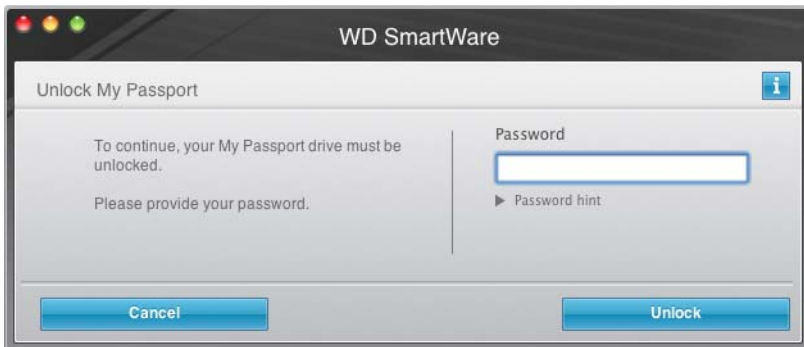 WD SmartWare
Unlock My Passport
i
To continue, your My Passport drive must be
unlocked.
Please provide your password.
Password
Password hint
Cancel
Unlock